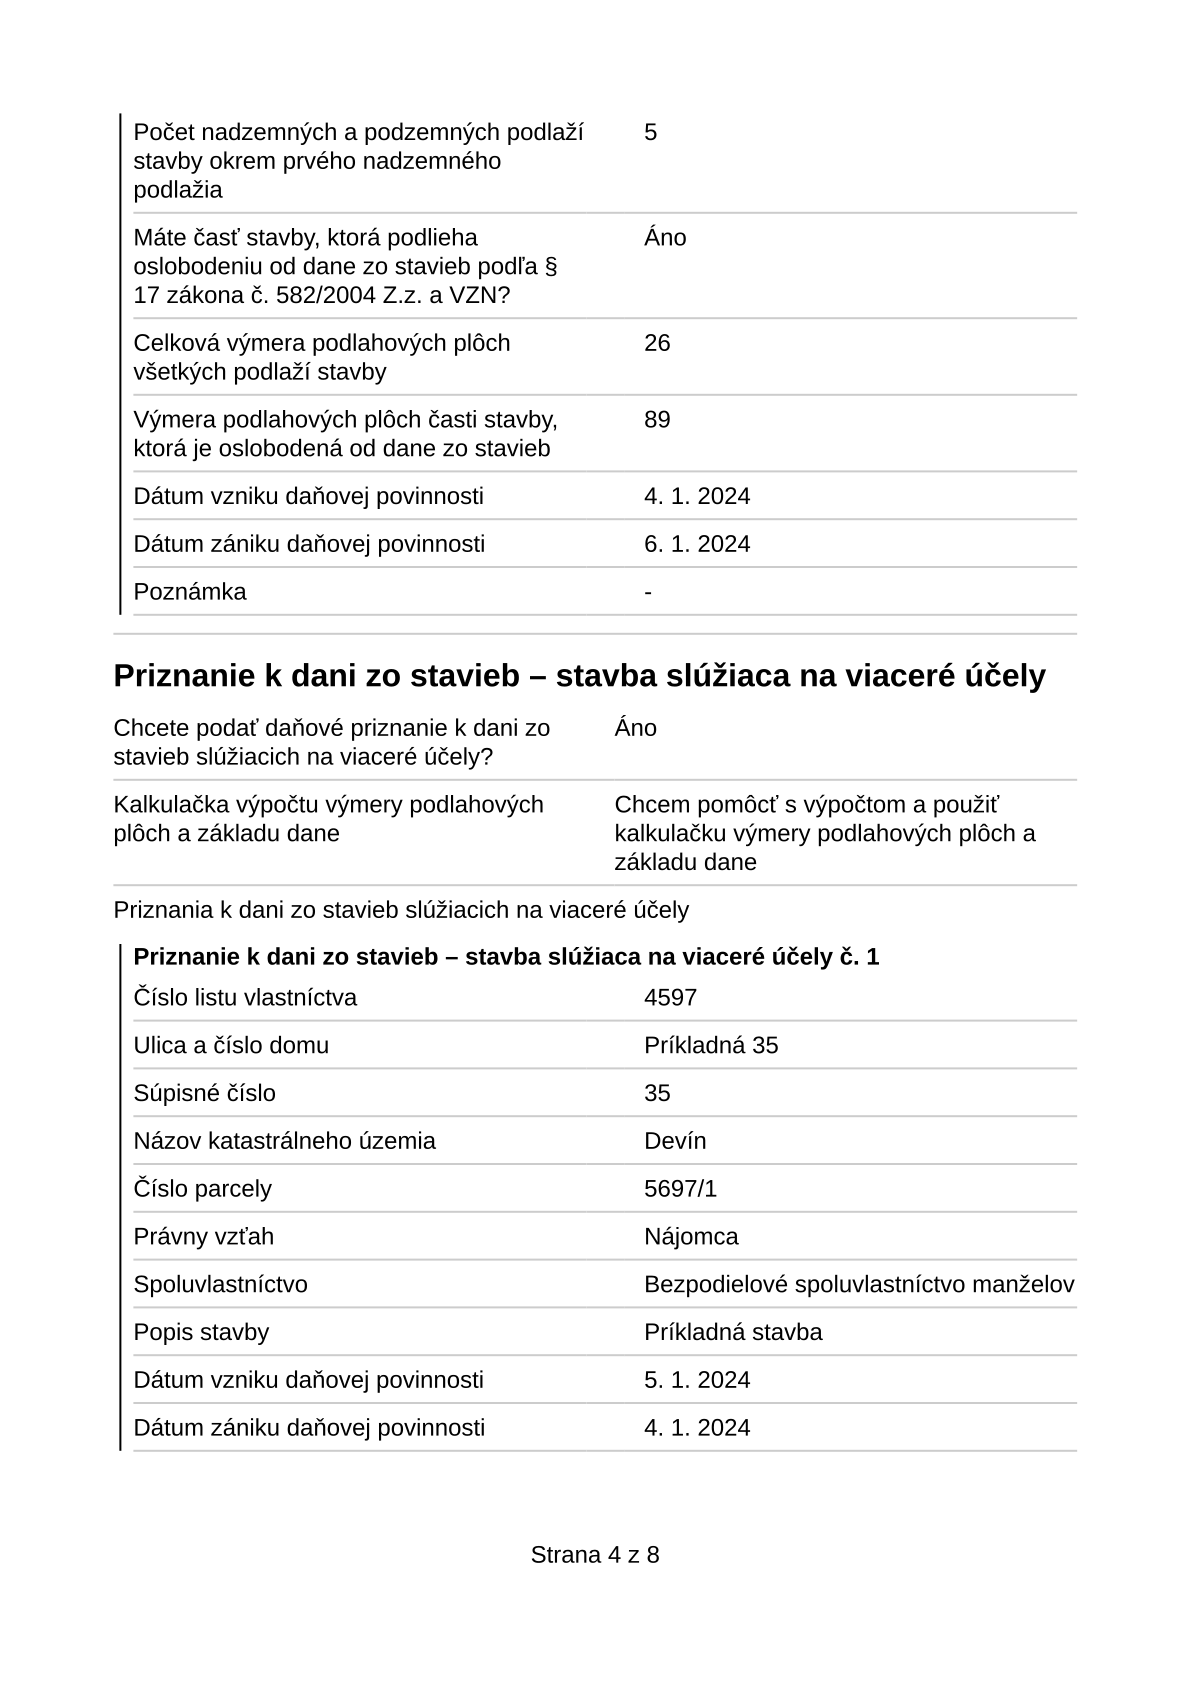 Počet nadzemných a podzemných podlaží 5
stavby okrem prvého nadzemného
podlažia
Máte časť stavby, ktorá podlieha Áno
oslobodeniu od dane zo stavieb podľa §
17 zákona č. 582/2004 Z.z. a VZN?
Celková výmera podlahových plôch 26
všetkých podlaží stavby
Výmera podlahových plôch časti stavby, 89
ktorá je oslobodená od dane zo stavieb
Dátum vzniku daňovej povinnosti 4. 1. 2024
Dátum zániku daňovej povinnosti 6. 1. 2024
Poznámka -
Priznanie k dani zo stavieb – stavba slúžiaca na viaceré účely
Chcete podať daňové priznanie k dani zo Áno
stavieb slúžiacich na viaceré účely?
Kalkulačka výpočtu výmery podlahových Chcem pomôcť s výpočtom a použiť
plôch a základu dane kalkulačku výmery podlahových plôch a
základu dane
Priznania k dani zo stavieb slúžiacich na viaceré účely
Priznanie k dani zo stavieb – stavba slúžiaca na viaceré účely č. 1
Číslo listu vlastníctva 4597
Ulica a číslo domu Príkladná 35
Súpisné číslo 35
Názov katastrálneho územia Devín
Číslo parcely 5697/1
Právny vzťah Nájomca
Spoluvlastníctvo Bezpodielové spoluvlastníctvo manželov
Popis stavby Príkladná stavba
Dátum vzniku daňovej povinnosti 5. 1. 2024
Dátum zániku daňovej povinnosti 4. 1. 2024
Strana 4 z 8